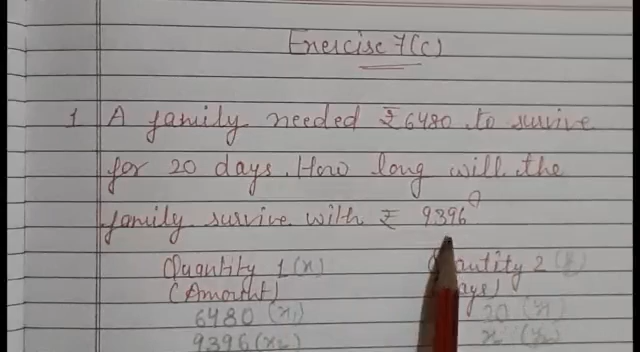 Exercise 7(c)
1 A family needed ₹6480 to survive
for 20 days. How long will the
family survive with ₹ 9396?
Quantity 1(x) Quantity 2
(Amount)
6480 (x₁) 20
9396(x₂) x